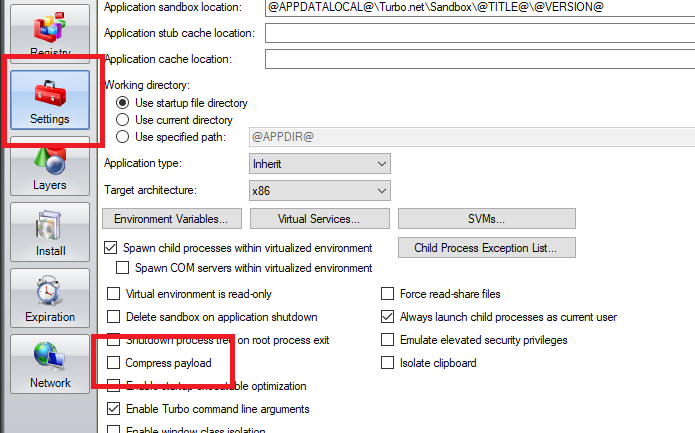 Application sandbox location: @APPDATALOCAL@\Turbo.net\Sandbox\@TITLE@\@VERSION@
Application stub cache location:
Registry
Application cache location:
Working directory:
Use startup file directory
Settings
Use current directory
Use specified path: @APPDIR@
Application type: Inherit
Layers
Target architecture: x86
Environment Variables... Virtual Services... SVMs...
Install
Spawn child processes within virtualized environment Child Process Exception List...
Spawn COM servers within virtualized environment
Virtual environment is read-only Force read-share files
Expiration
Delete sandbox on application shutdown Always launch child processes as current user
Shutdown process tree on root process exit Emulate elevated security privileges
Compress payload Isolate clipboard
Network
Enable startup executable optimization
Enable Turbo command line arguments
Enable window class isolation